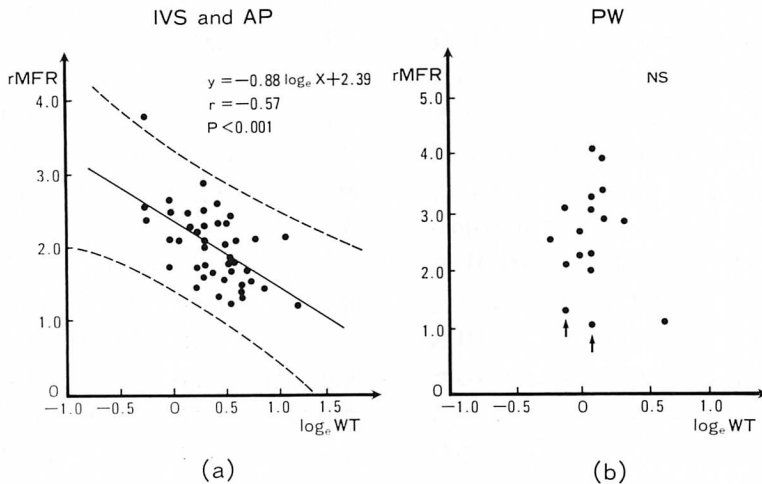 IVS and AP
rMFR
4.0
3.0
2.0
1.0
0
-1.0 -0.5 0 0.5 1.0 1.5
logₑ WT
y = -0.88 logₑ X+2.39
r = -0.57
P < 0.001
(a)
PW
rMFR
5.0
4.0
3.0
2.0
1.0
0
-1.0 -0.5 0 0.5 1.0
logₑ WT
NS
(b)